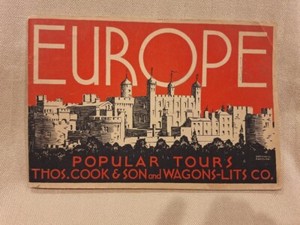 EUROPE
POPULAR TOURS
THOS. COOK & SON and WAGONS-LITS CO.